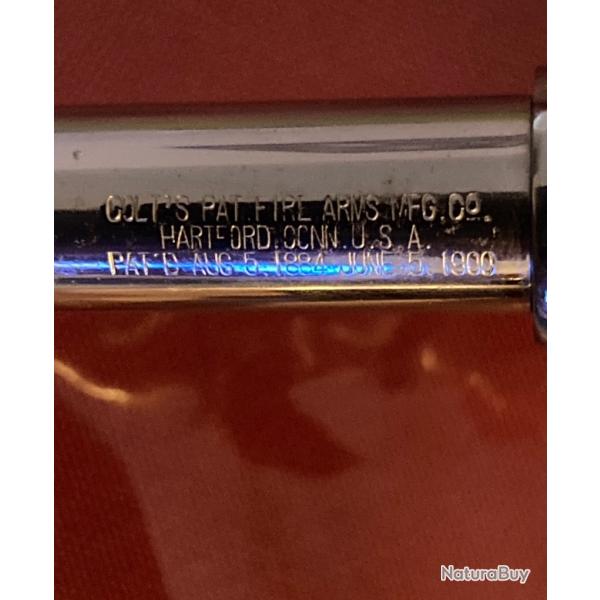 COLT'S PAT. FIRE ARMS MFG. CO.
HARTFORD. CONN. U.S.A.
PAT'D AUG. 5. 1884. JUNE 5. 1900
NaturaBuy